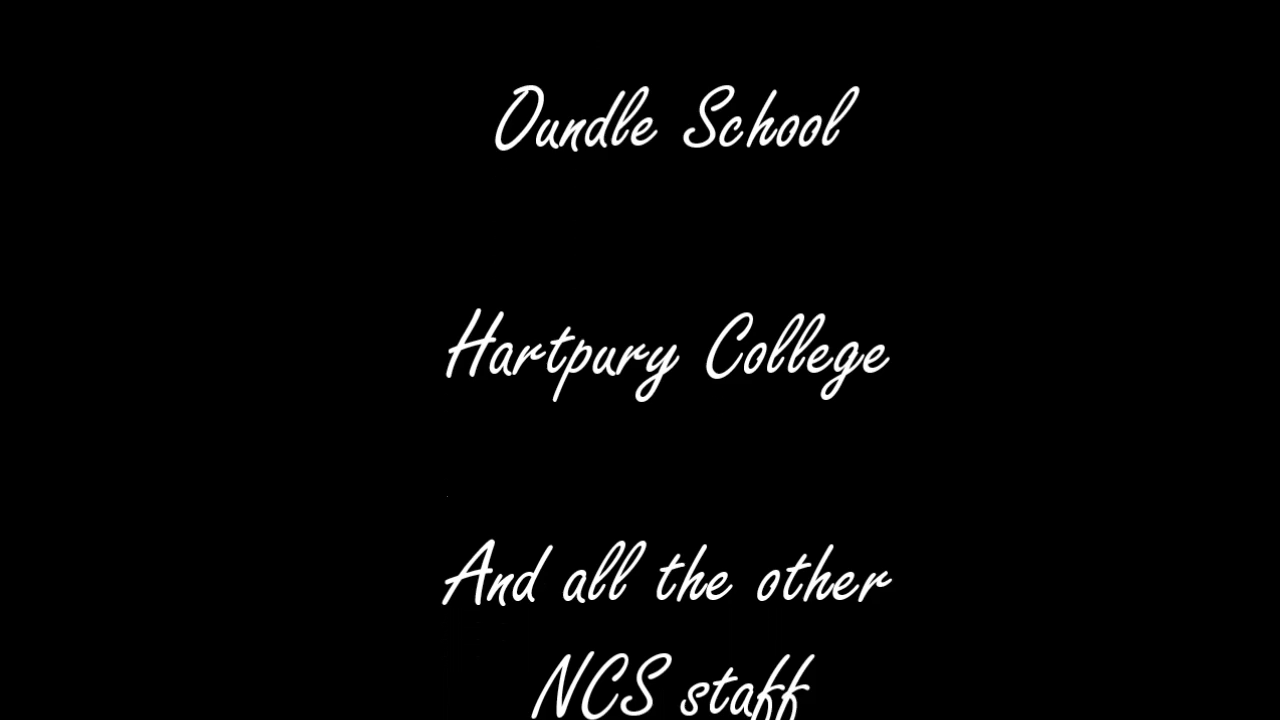 Oundle School
Hartpury College
And all the other
NCS staff